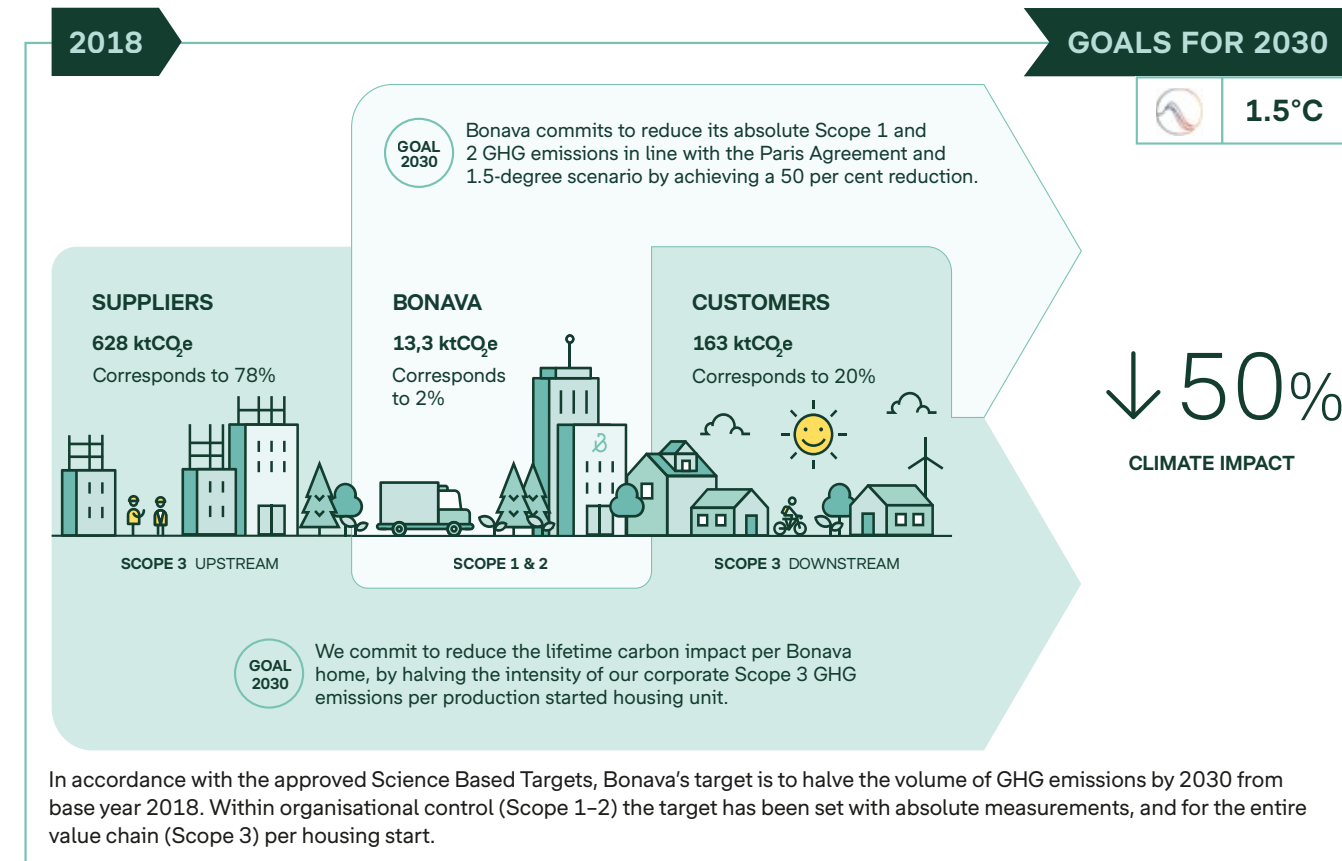 2018
GOALS FOR 2030
1.5°C
GOAL
2030
Bonava commits to reduce its absolute Scope 1 and
2 GHG emissions in line with the Paris Agreement and
1.5-degree scenario by achieving a 50 per cent reduction.
SUPPLIERS
628 ktCO2e
Corresponds to 78%
BONAVA
13,3 ktCO2e
Corresponds
to 2%
CUSTOMERS
163 ktCO2e
Corresponds to 20%
↓50%
CLIMATE IMPACT
SCOPE 3 UPSTREAM
SCOPE 1 & 2
SCOPE 3 DOWNSTREAM
GOAL
2030
We commit to reduce the lifetime carbon impact per Bonava
home, by halving the intensity of our corporate Scope 3 GHG
emissions per production started housing unit.
In accordance with the approved Science Based Targets, Bonava's target is to halve the volume of GHG emissions by 2030 from
base year 2018. Within organisational control (Scope 1–2) the target has been set with absolute measurements, and for the entire
value chain (Scope 3) per housing start.